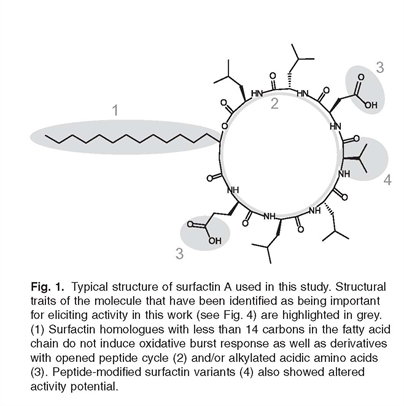 1
O
HN
O
2
HN
O
O
OH
3
O
O
HN
O
4
NH
O
NH
O
NH
O
HN
O
O
OH
3
Fig. 1. Typical structure of surfactin A used in this study. Structural
traits of the molecule that have been identified as being important
for eliciting activity in this work (see Fig. 4) are highlighted in grey.
(1) Surfactin homologues with less than 14 carbons in the fatty acid
chain do not induce oxidative burst response as well as derivatives
with opened peptide cycle (2) and/or alkylated acidic amino acids
(3). Peptide-modified surfactin variants (4) also showed altered
activity potential.